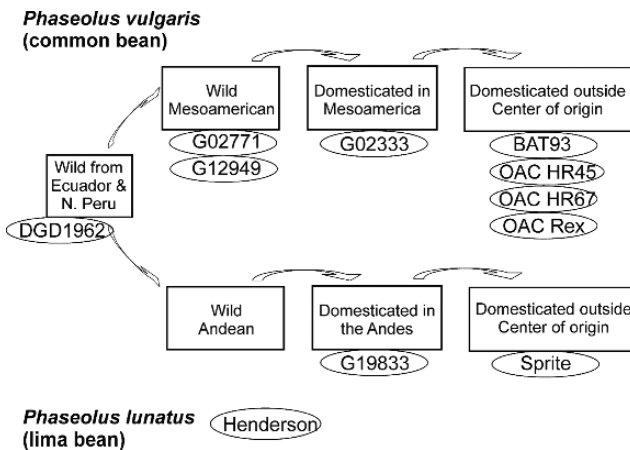 Phaseolus vulgaris
(common bean)
Wild
Mesoamerican
G02771
G12949
Domesticated in
Mesoamerica
G02333
Domesticated outside
Center of origin
BAT93
OAC HR45
OAC HR67
OAC Rex
Wild from
Ecuador &
N. Peru
DGD1962
Wild
Andean
Domesticated in
the Andes
G19833
Domesticated outside
Center of origin
Sprite
Phaseolus lunatus
(lima bean)
Henderson